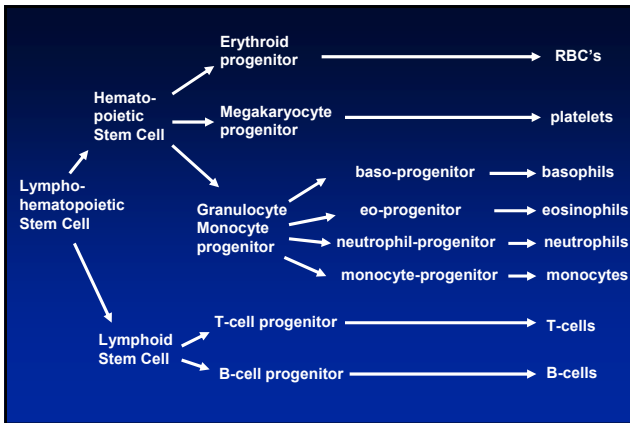 Erythroid
progenitor
RBC's
Hemato-
poietic
Stem Cell
Megakaryocyte
progenitor
platelets
Lympho-
hematopoietic
Stem Cell
Granulocyte
Monocyte
progenitor
baso-progenitor
basophils
eo-progenitor
eosinophils
neutrophil-progenitor
neutrophils
monocyte-progenitor
monocytes
Lymphoid
Stem Cell
T-cell progenitor
T-cells
B-cell progenitor
B-cells